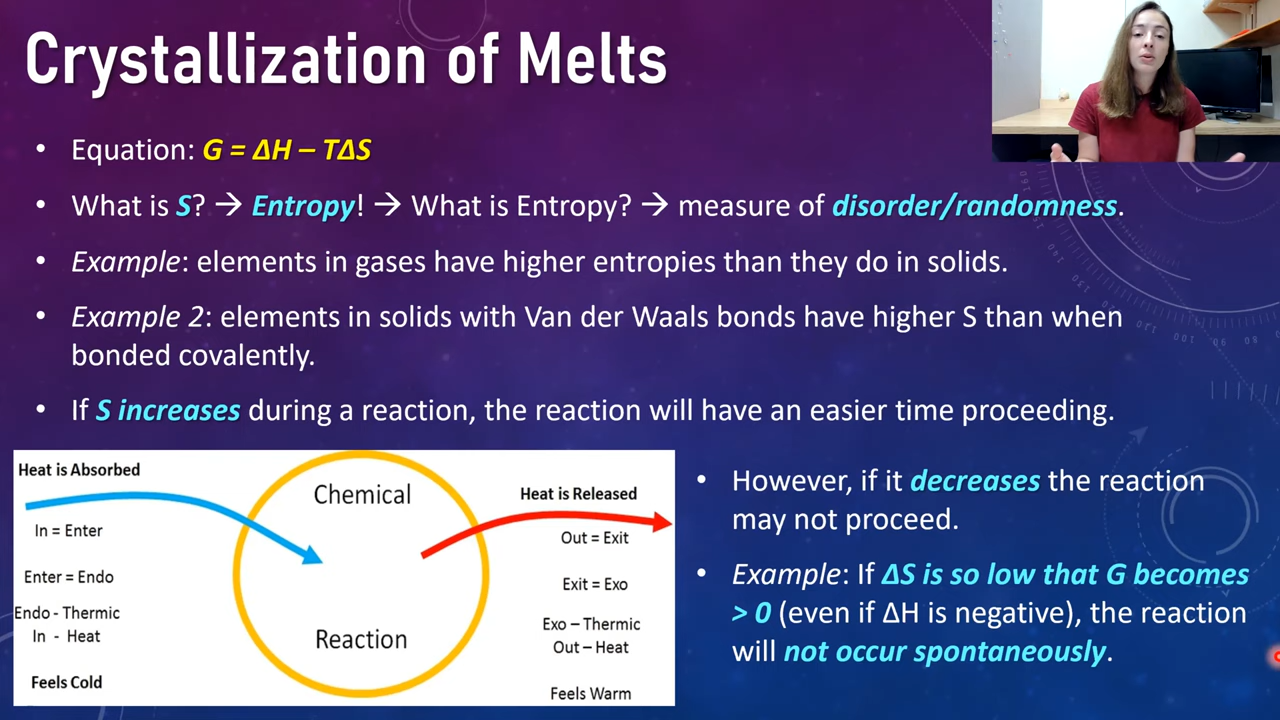 Crystallization of Melts
• Equation: G = ΔH – TΔS
• What is S? → Entropy! → What is Entropy? → measure of disorder/randomness.
• Example: elements in gases have higher entropies than they do in solids.
• Example 2: elements in solids with Van der Waals bonds have higher S than when
bonded covalently.
• If S increases during a reaction, the reaction will have an easier time proceeding.
Heat is Absorbed
In = Enter
Enter = Endo
Endo - Thermic
In - Heat
Feels Cold
Chemical
Reaction
Heat is Released
Out = Exit
Exit = Exo
Exo – Thermic
Out – Heat
Feels Warm
• However, if it decreases the reaction
may not proceed.
• Example: If ΔS is so low that G becomes
> 0 (even if ΔH is negative), the reaction
will not occur spontaneously.